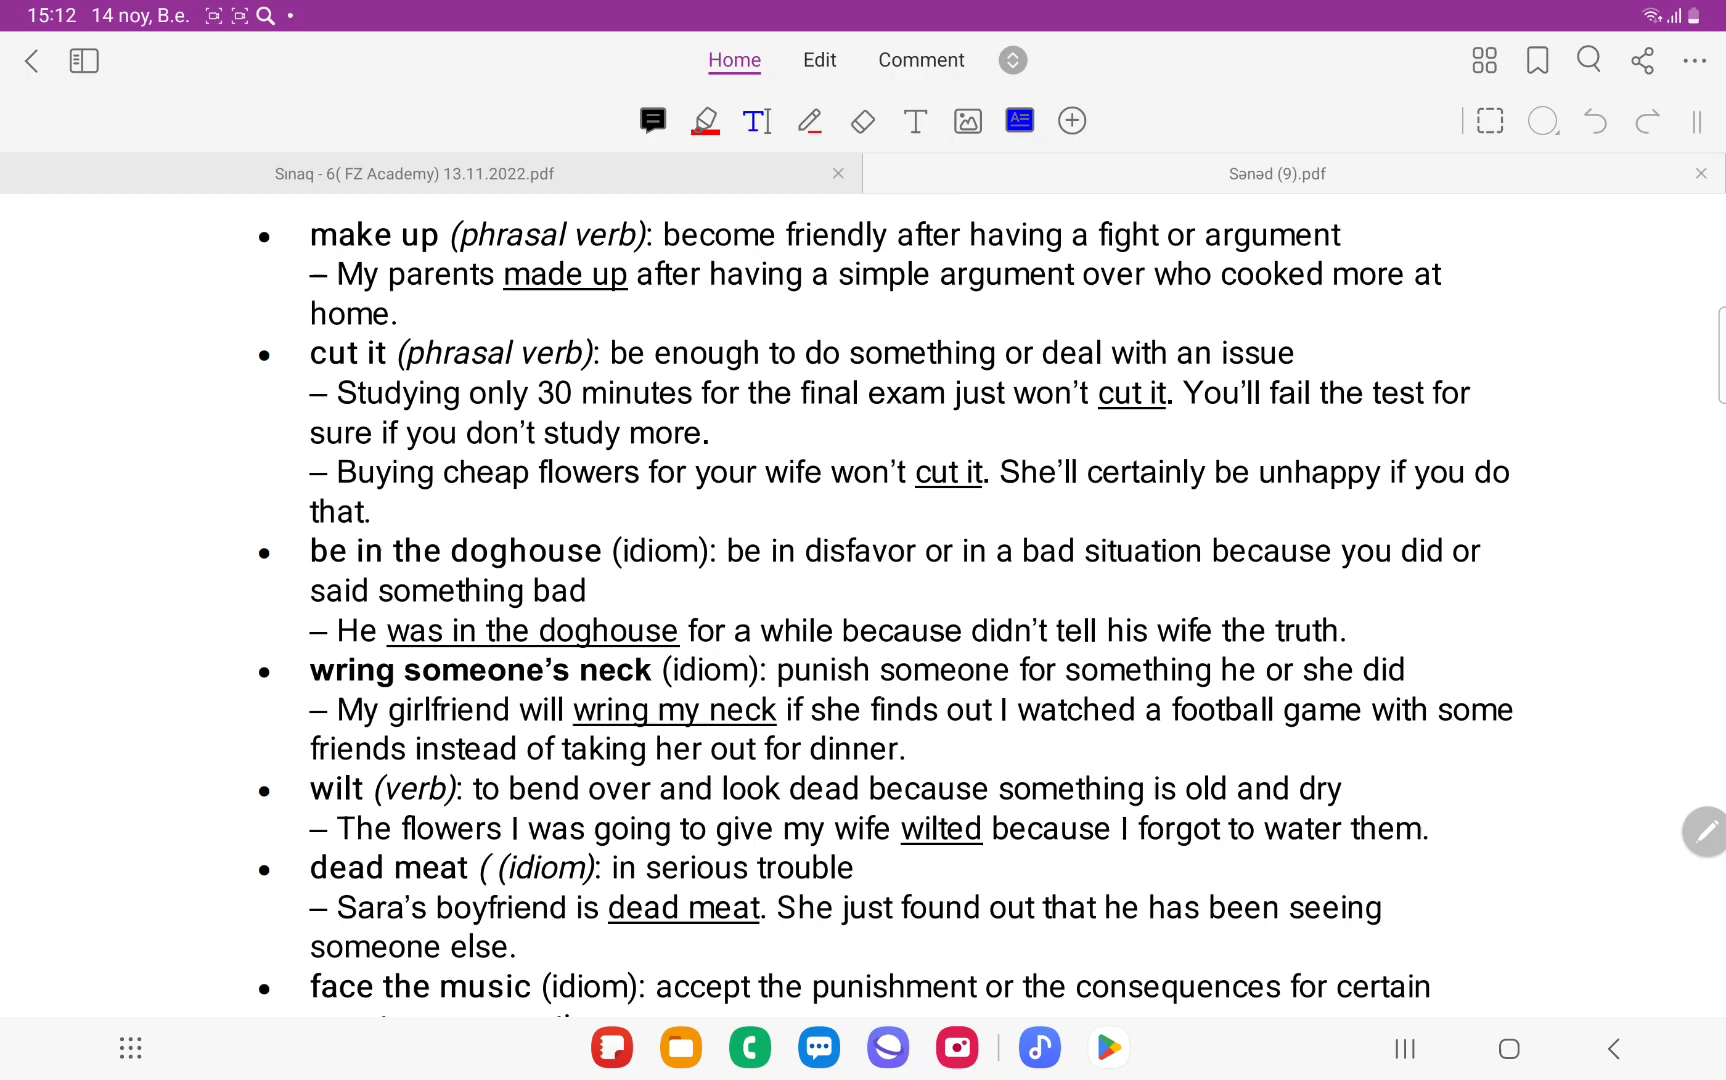 15:12 14 noy, B.e.
Home Edit Comment
Sınaq - 6( FZ Academy) 13.11.2022.pdf
Sənəd (9).pdf
• make up (phrasal verb): become friendly after having a fight or argument
– My parents made up after having a simple argument over who cooked more at
home.
• cut it (phrasal verb): be enough to do something or deal with an issue
– Studying only 30 minutes for the final exam just won’t cut it. You’ll fail the test for
sure if you don’t study more.
– Buying cheap flowers for your wife won’t cut it. She’ll certainly be unhappy if you do
that.
• be in the doghouse (idiom): be in disfavor or in a bad situation because you did or
said something bad
– He was in the doghouse for a while because didn’t tell his wife the truth.
• wring someone’s neck (idiom): punish someone for something he or she did
– My girlfriend will wring my neck if she finds out I watched a football game with some
friends instead of taking her out for dinner.
• wilt (verb): to bend over and look dead because something is old and dry
– The flowers I was going to give my wife wilted because I forgot to water them.
• dead meat ( (idiom): in serious trouble
– Sara’s boyfriend is dead meat. She just found out that he has been seeing
someone else.
• face the music (idiom): accept the punishment or the consequences for certain